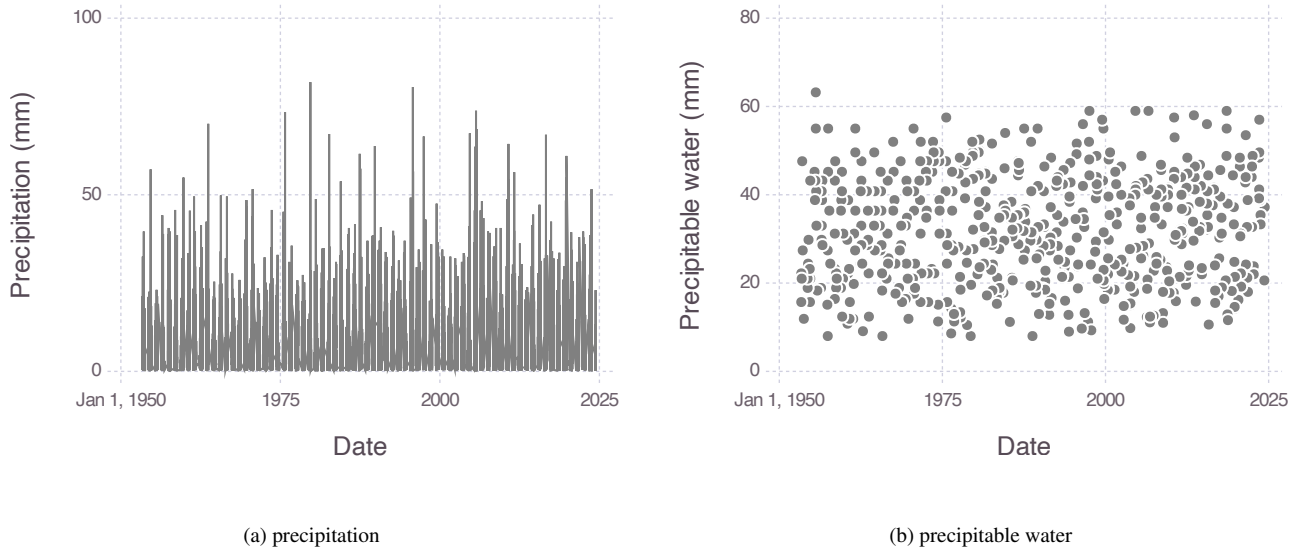 100
50
0
Precipitation (mm)
Jan 1, 1950
1975
2000
2025
Date
(a) precipitation
80
60
40
20
0
Precipitable water (mm)
Jan 1, 1950
1975
2000
2025
Date
(b) precipitable water